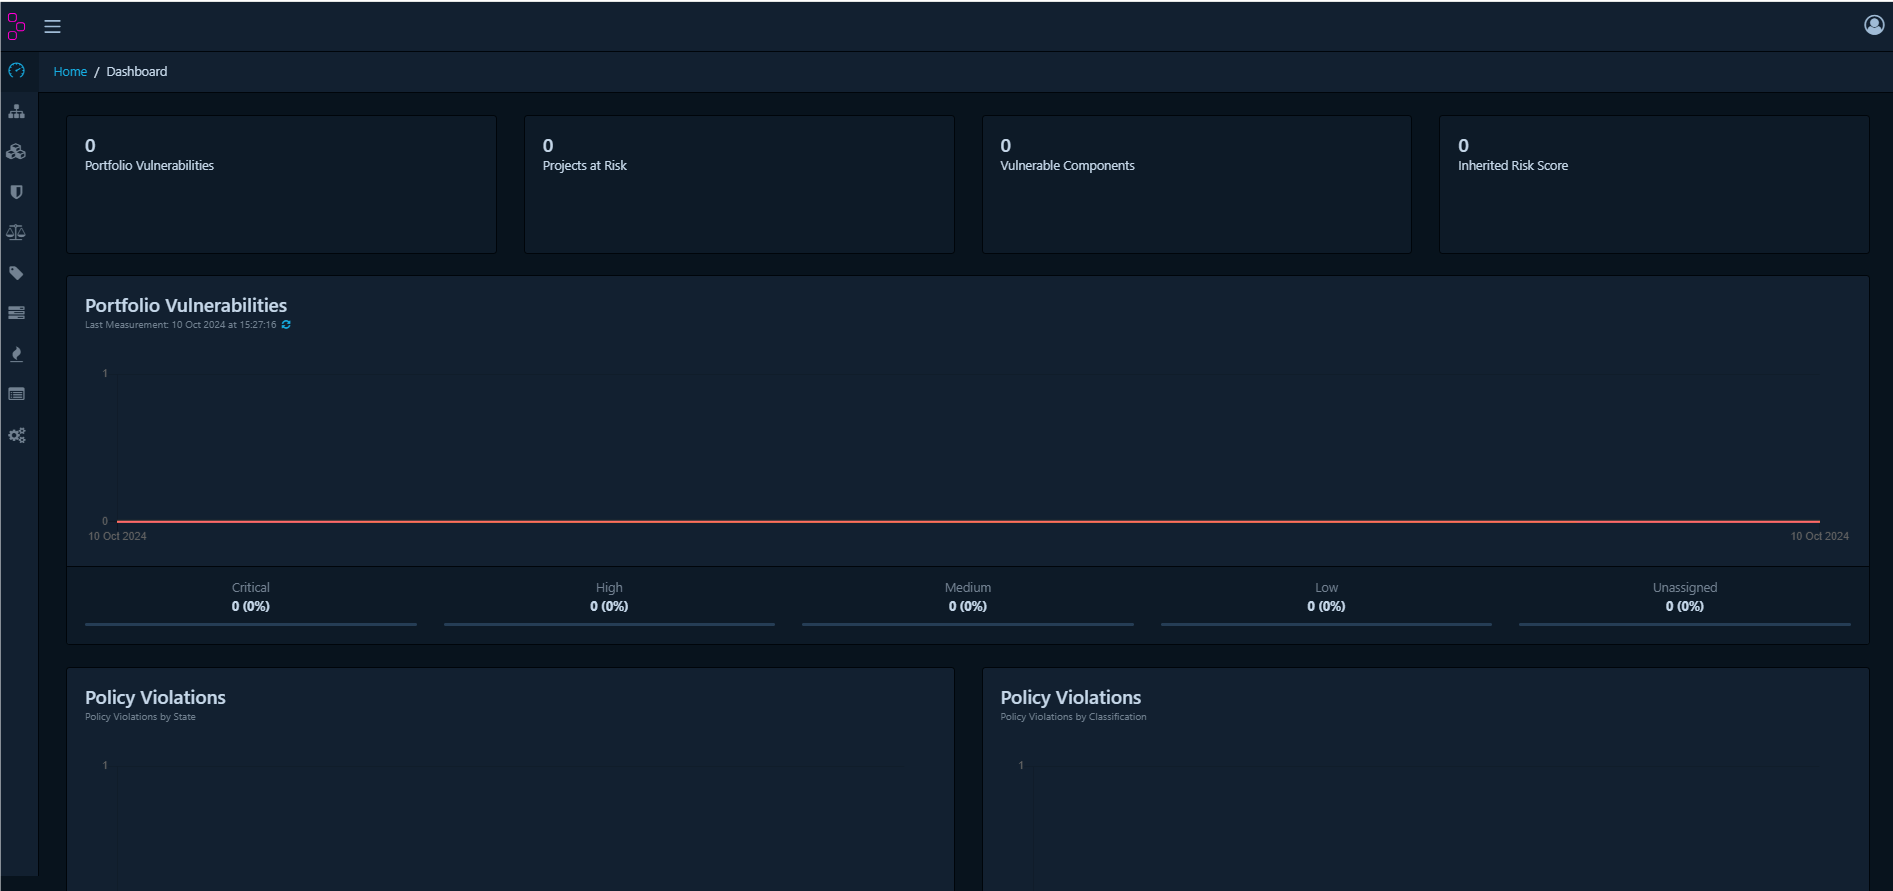 Home / Dashboard
0
Portfolio Vulnerabilities
0
Projects at Risk
0
Vulnerable Components
0
Inherited Risk Score
Portfolio Vulnerabilities
Last Measurement: 10 Oct 2024 at 15:27:16
1
0
10 Oct 2024
10 Oct 2024
Critical
0 (0%)
High
0 (0%)
Medium
0 (0%)
Low
0 (0%)
Unassigned
0 (0%)
Policy Violations
Policy Violations by State
1
Policy Violations
Policy Violations by Classification
1